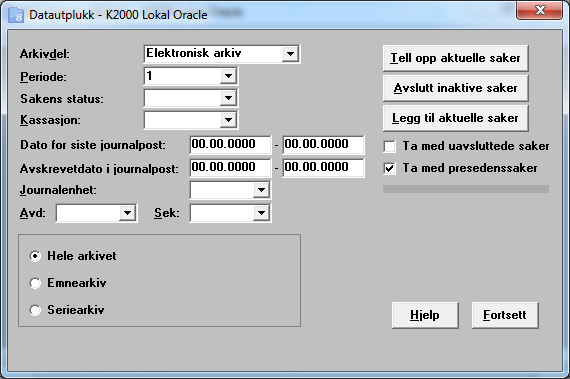 Datautplukk - K2000 Lokal Oracle
Arkivdel: Elektronisk arkiv
Periode: 1
Sakens status:
Kassasjon:
Dato for siste journalpost: 00.00.0000 - 00.00.0000
Avskrevetdato i journalpost: 00.00.0000 - 00.00.0000
Journalenhet:
Avd: Sek:
Tell opp aktuelle saker
Avslutt inaktive saker
Legg til aktuelle saker
Ta med uavsluttede saker
Ta med presedenssaker
Hele arkivet
Emnearkiv
Seriearkiv
Hjelp Fortsett